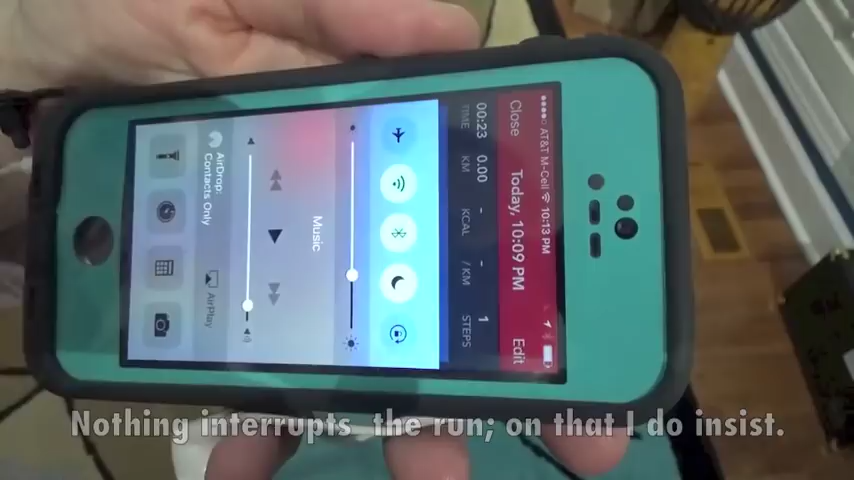 AT&T M-Cell 10:13 PM
Close Today, 10:09 PM Edit
00:23 0.00 - - 1
TIME KM KCAL / KM STEPS
Music
AirDrop:
Contacts Only
AirPlay
Nothing interrupts the run; on that I do insist.